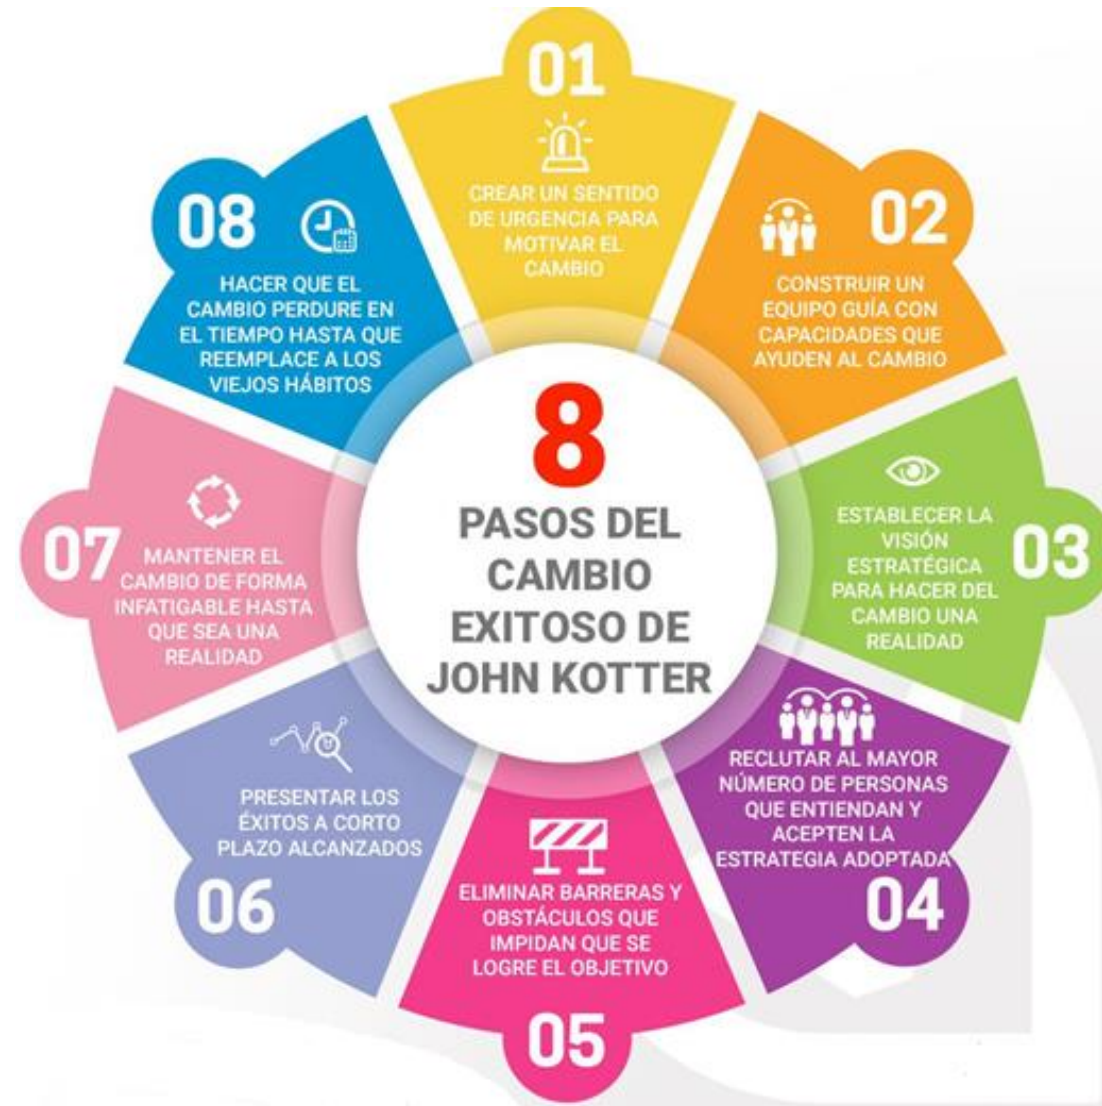 8
PASOS DEL
CAMBIO
EXITOSO DE
JOHN KOTTER
01
CREAR UN SENTIDO
DE URGENCIA PARA
MOTIVAR EL
CAMBIO
02
CONSTRUIR UN
EQUIPO GUÍA CON
CAPACIDADES QUE
AYUDEN AL CAMBIO
03
ESTABLECER LA
VISIÓN
ESTRATÉGICA
PARA HACER DEL
CAMBIO UNA
REALIDAD
04
RECLUTAR AL MAYOR
NÚMERO DE PERSONAS
QUE ENTIENDAN Y
ACEPTEN LA
ESTRATEGIA ADOPTADA
05
ELIMINAR BARRERAS Y
OBSTÁCULOS QUE
IMPIDAN QUE SE
LOGRE EL OBJETIVO
06
PRESENTAR LOS
ÉXITOS A CORTO
PLAZO ALCANZADOS
07
MANTENER EL
CAMBIO DE FORMA
INFATIGABLE HASTA
QUE SEA UNA
REALIDAD
08
HACER QUE EL
CAMBIO PERDURE EN
EL TIEMPO HASTA QUE
REEMPLACE A LOS
VIEJOS HÁBITOS